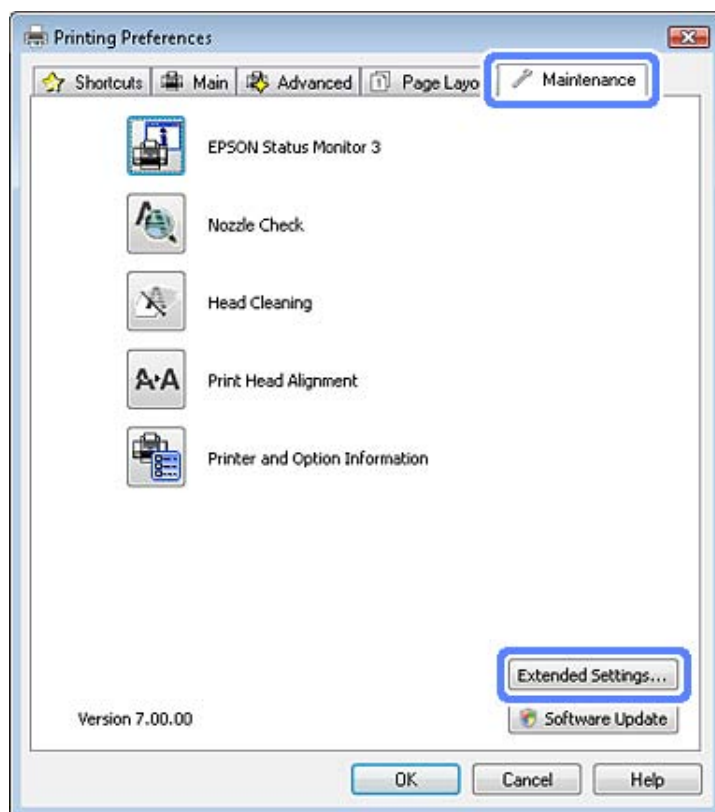 Printing Preferences
Shortcuts Main Advanced Page Layo Maintenance
EPSON Status Monitor 3
Nozzle Check
Head Cleaning
A A
Print Head Alignment
Printer and Option Information
Extended Settings...
Version 7.00.00
Software Update
OK Cancel Help